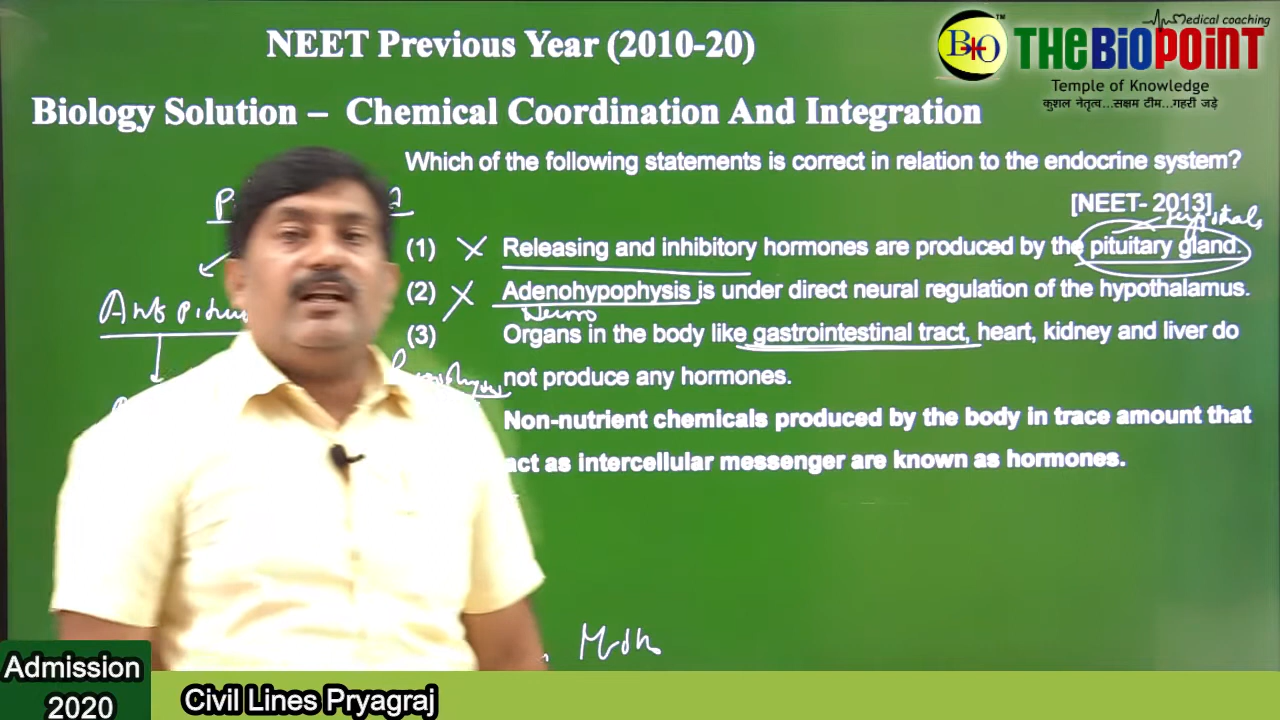 NEET Previous Year (2010-20)
B+O ™
Medical coaching
THEBiOPOINT
Temple of Knowledge
कुशल नेतृत्व...सक्षम टीम...गहरी जड़े
Biology Solution – Chemical Coordination And Integration
Which of the following statements is correct in relation to the endocrine system?
[NEET- 2013]
(1) Releasing and inhibitory hormones are produced by the pituitary gland.
(2) Adenohypophysis is under direct neural regulation of the hypothalamus.
Neuro
(3) Organs in the body like gastrointestinal tract, heart, kidney and liver do
not produce any hormones.
Non-nutrient chemicals produced by the body in trace amount that
act as intercellular messenger are known as hormones.
Admission
2020
Civil Lines Pryagraj